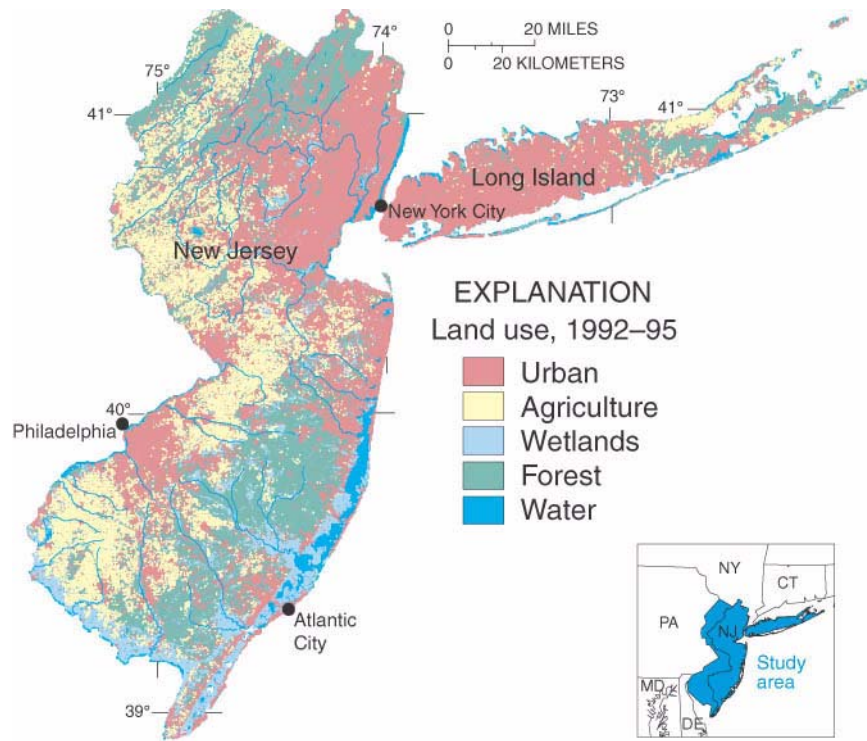 74°
0 20 MILES
0 20 KILOMETERS
75°
41°
73°
41°
Long Island
New York City
New Jersey
EXPLANATION
Land use, 1992–95
Urban
Agriculture
Wetlands
Forest
Water
40°
Philadelphia
Atlantic
City
39°
NY
CT
PA
NJ
Study
area
MD
DE